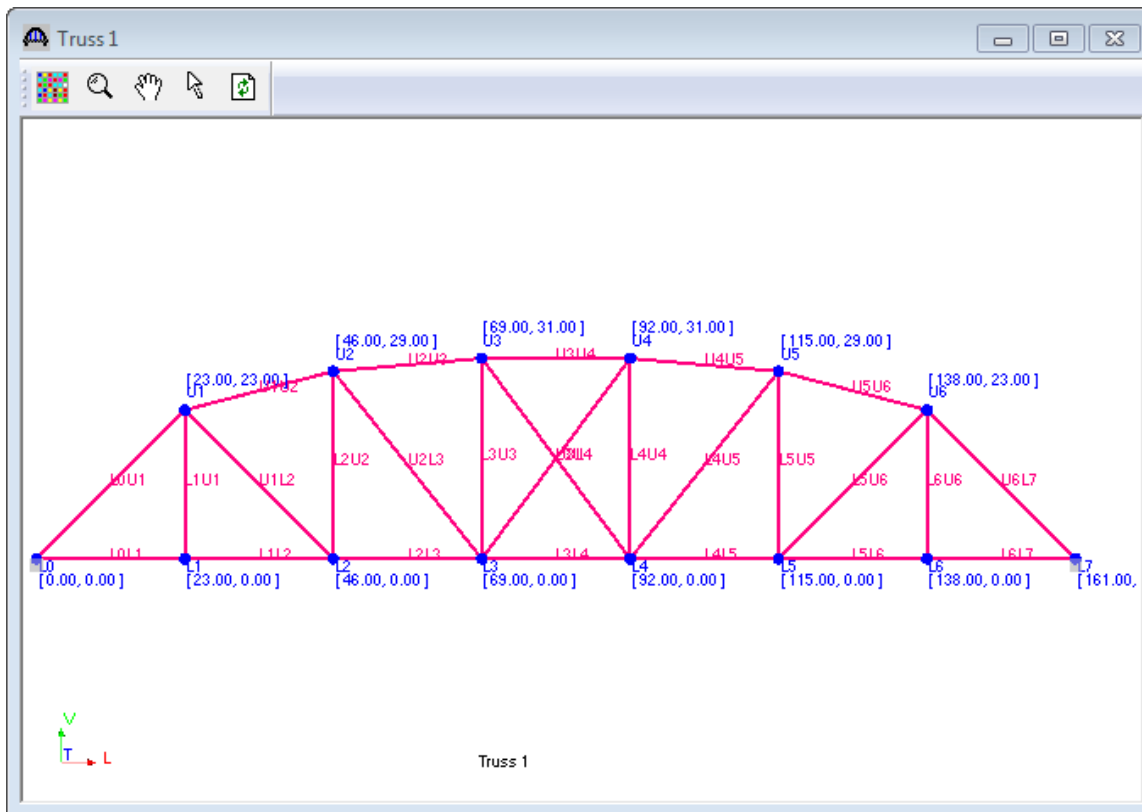 Truss 1
[69.00, 31.00 ]
[92.00, 31.00 ]
U3
U4
[46.00, 29.00 ]
[115.00, 29.00 ]
U2
U5
U3U4
U4U5
[23.00, 23.00 ]
[138.00, 23.00 ]
U1
U5U6
U6
L2U2
U2L3
L3U3
L4U4
L4U5
L5U5
L0U1
L1U1
U1L2
L5U6
L6U6
U6L7
L0L1
L1L2
L2L3
L3L4
L4L5
L5L6
L6L7
L0
L1
L2
L3
L4
L5
L6
L7
[0.00, 0.00 ]
[23.00, 0.00 ]
[46.00, 0.00 ]
[69.00, 0.00 ]
[92.00, 0.00 ]
[115.00, 0.00 ]
[138.00, 0.00 ]
[161.00,
V
T
L
Truss 1